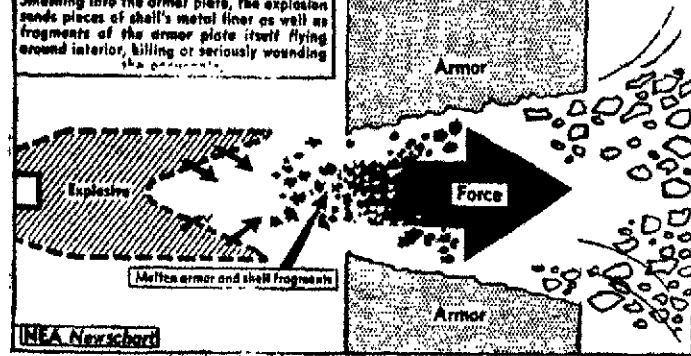 Smashing into the armor plate, the explosion
sends pieces of shell's metal liner as well as
fragments of the armor plate itself flying
around interior, killing or seriously wounding
the
Armor
Explosive
Force
Molten armor and shell fragments
Armor
NEA Newschart